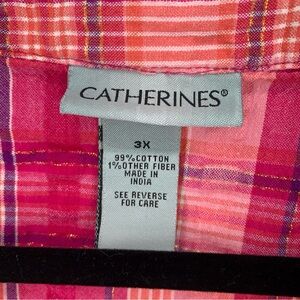 CATHERINES®
3X
99% COTTON
1% OTHER FIBER
MADE IN
INDIA
SEE REVERSE
FOR CARE